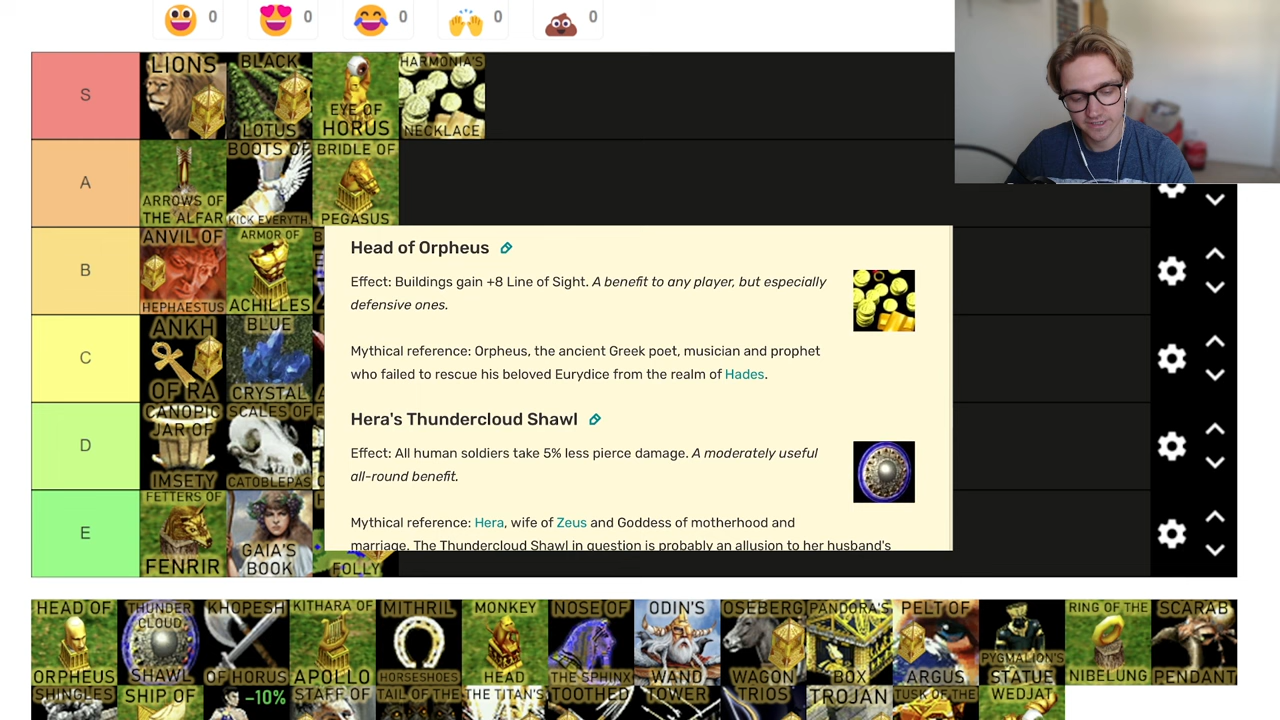 0 0 0 0 0
S
LIONS
BLACK
LOTUS
EYE OF
HORUS
HARMONIA'S
NECKLACE
A
ARROWS OF
THE ALFAR
BOOTS OF
KICK EVERYTH
BRIDLE OF
PEGASUS
B
ANVIL OF
HEPHAESTUS
ARMOR OF
ACHILLES
C
ANKH
OF RA
BLUE
CRYSTAL
D
CANOPIC
JAR OF
IMSETY
SCALES OF
CATOBLEPAS
E
FETTERS OF
FENRIR
GAIA'S
BOOK
FOLLY
Head of Orpheus
Effect: Buildings gain +8 Line of Sight. A benefit to any player, but especially
defensive ones.
Mythical reference: Orpheus, the ancient Greek poet, musician and prophet
who failed to rescue his beloved Eurydice from the realm of Hades.
Hera's Thundercloud Shawl
Effect: All human soldiers take 5% less pierce damage. A moderately useful
all-round benefit.
Mythical reference: Hera, wife of Zeus and Goddess of motherhood and
marriage. The Thundercloud Shawl in question is probably an allusion to her husband's
HEAD OF
ORPHEUS
THUNDER
CLOUD
SHAWL
KHOPESH
OF HORUS
KITHARA OF
APOLLO
MITHRIL
HORSESHOES
MONKEY
HEAD
NOSE OF
THE SPHINX
ODIN'S
WAND
OSEBERG
WAGON
PANDORA'S
BOX
PELT OF
ARGUS
PYGMALION'S
STATUE
RING OF THE
NIBELUNG
SCARAB
PENDANT
SHINGLES
SHIP OF
-10%
STAFF OF
TAIL OF THE
THE TITAN'S
TOOTHED
TOWER
TRIOS
TROJAN
TUSK OF THE
WEDJAT